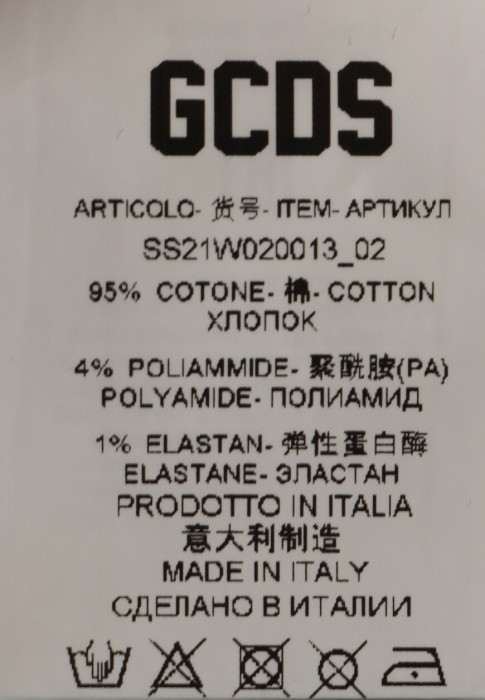 GCDS
ARTICOLO- 货号- ITEM- АРТИКУЛ
SS21W020013_02
95% COTONE- 棉- COTTON
ХЛОПОК
4% POLIAMMIDE- 聚酰胺(PA)
POLYAMIDE- ПОЛИАМИД
1% ELASTAN- 弹性蛋白酶
ELASTANE- ЭЛАСТАН
PRODOTTO IN ITALIA
意大利制造
MADE IN ITALY
СДЕЛАНО В ИТАЛИИ